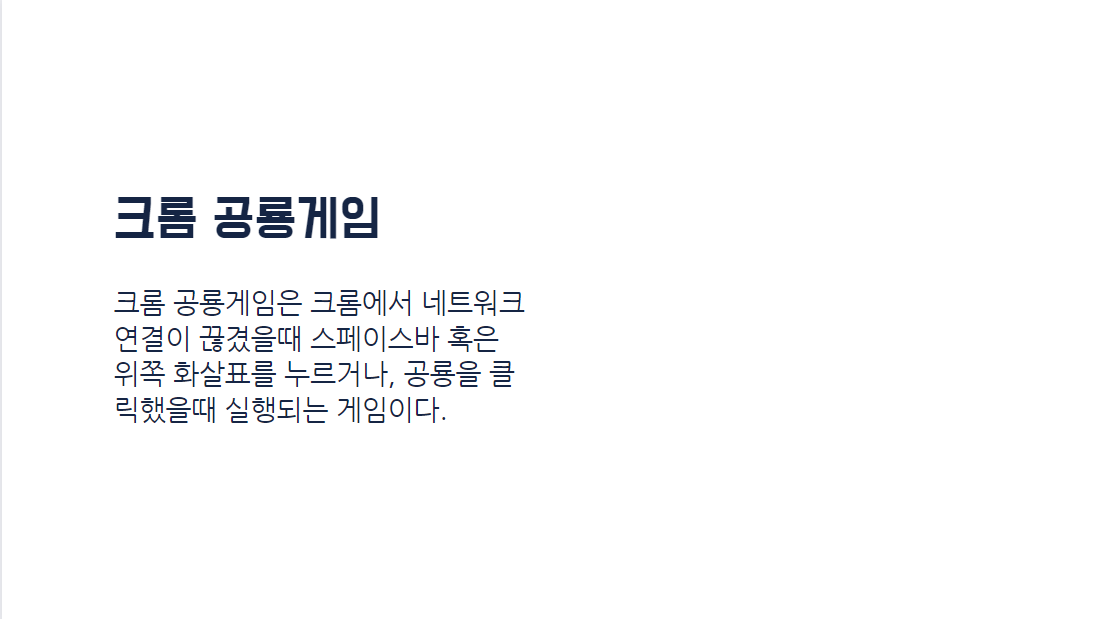 크롬 공룡게임
크롬 공룡게임은 크롬에서 네트워크
연결이 끊겼을때 스페이스바 혹은
위쪽 화살표를 누르거나, 공룡을 클
릭했을때 실행되는 게임이다.